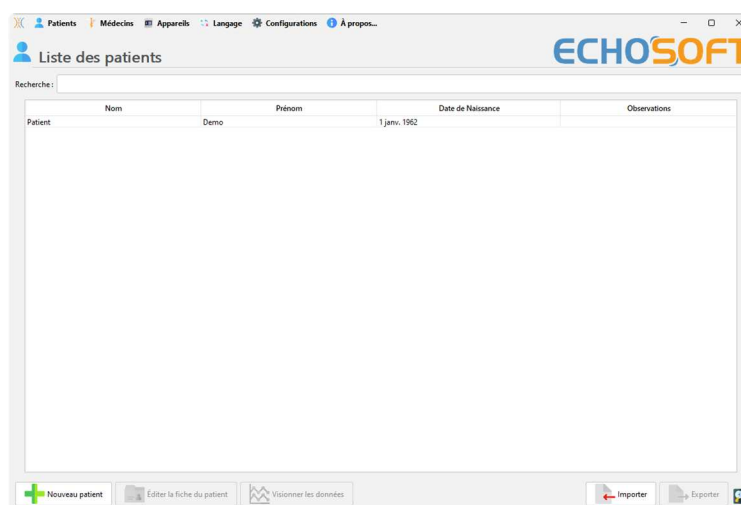 Patients Médecins Appareils Langage Configurations À propos...
Liste des patients
ECHOSOFT
Recherche :
Nom Prénom Date de Naissance Observations
Patient Demo 1 janv. 1962
Nouveau patient Éditer la fiche du patient Visionner les données Importer Exporter